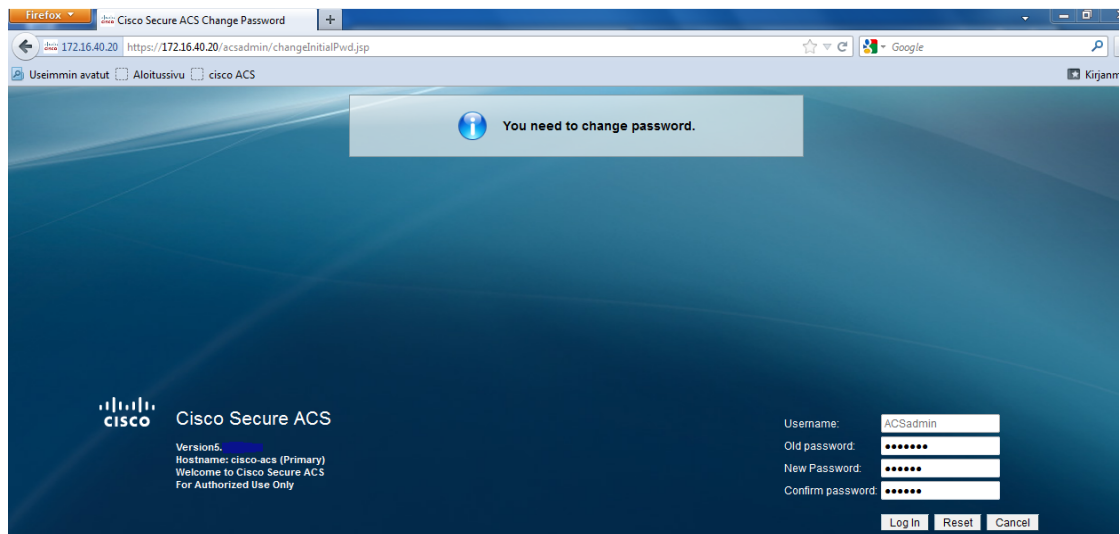 Firefox
Cisco Secure ACS Change Password
172.16.40.20 https://172.16.40.20/acsadmin/changeInitialPwd.jsp
Google
Useimmin avatut Aloitussivu cisco ACS
You need to change password.
CISCO
Cisco Secure ACS
Version5.
Hostname: cisco-acs (Primary)
Welcome to Cisco Secure ACS
For Authorized Use Only
Username: ACSadmin
Old password: •••••••
New Password: ••••••
Confirm password: ••••••
Log In Reset Cancel